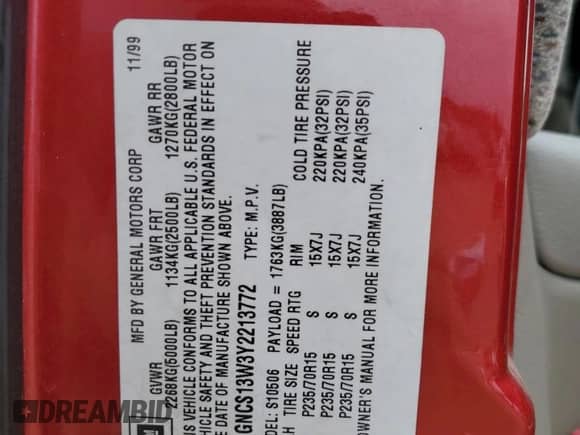 MFD BY GENERAL MOTORS CORP 11/99
GVWR GAWR FRT GAWR RR
2268KG(5000LB) 1134KG(2500LB) 1270KG(2800LB)
VEHICLE CONFORMS TO ALL APPLICABLE U.S. FEDERAL MOTOR
VEHICLE SAFETY AND THEFT PREVENTION STANDARDS IN EFFECT ON
DATE OF MANUFACTURE SHOWN ABOVE.
GNCS13W3Y2213772 TYPE: M.P.V.
S10506 PAYLOAD = 1763KG(3887LB)
TIRE SIZE SPEED RTG RIM COLD TIRE PRESSURE
P235/70R15 S 15X7J 220KPA(32PSI)
P235/70R15 S 15X7J 220KPA(32PSI)
P235/70R15 S 15X7J 240KPA(35PSI)
OWNER'S MANUAL FOR MORE INFORMATION.
GM
DREAMBID